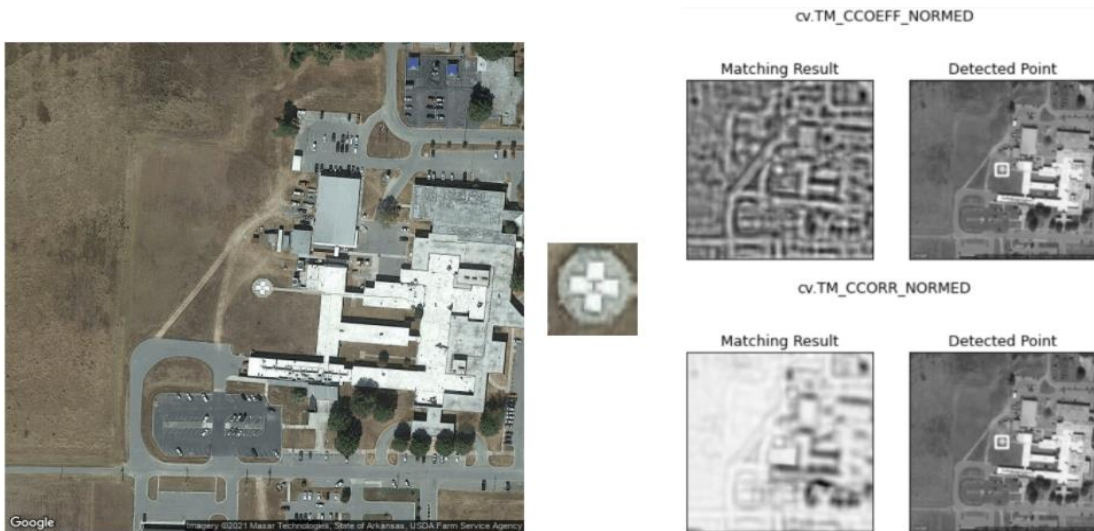 cv.TM_CCOEFF_NORMED
Matching Result
Detected Point
cv.TM_CCORR_NORMED
Matching Result
Detected Point
Google
Imagery ©2021 Maxar Technologies, State of Arkansas, USDA Farm Service Agency